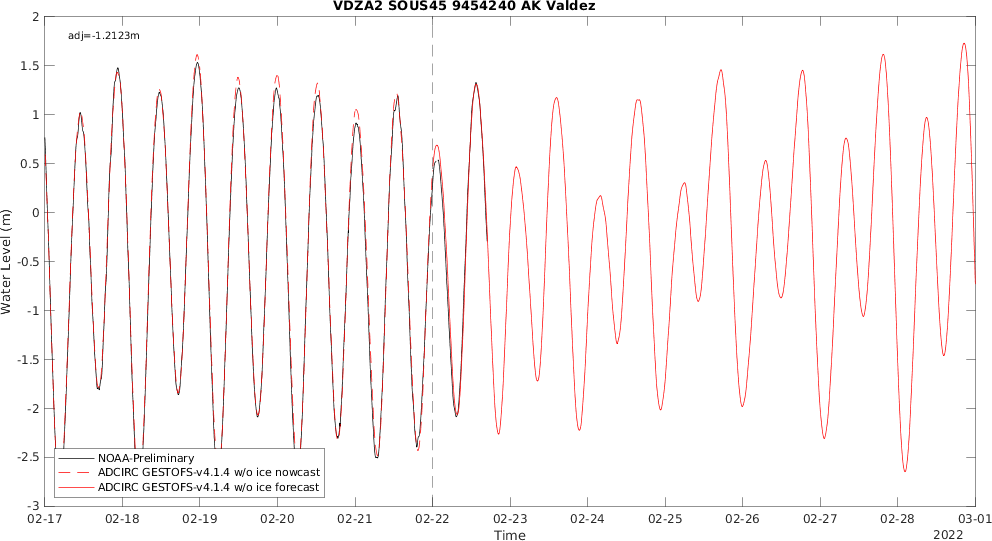 VDZA2 SOUS45 9454240 AK Valdez
adj=-1.2123m
2
1.5
1
0.5
0
-0.5
-1
-1.5
-2
-2.5
-3
Water Level (m)
NOAA-Preliminary
ADCIRC GESTOFS-v4.1.4 w/o ice nowcast
ADCIRC GESTOFS-v4.1.4 w/o ice forecast
02-17 02-18 02-19 02-20 02-21 02-22 02-23 02-24 02-25 02-26 02-27 02-28 03-01
Time
2022